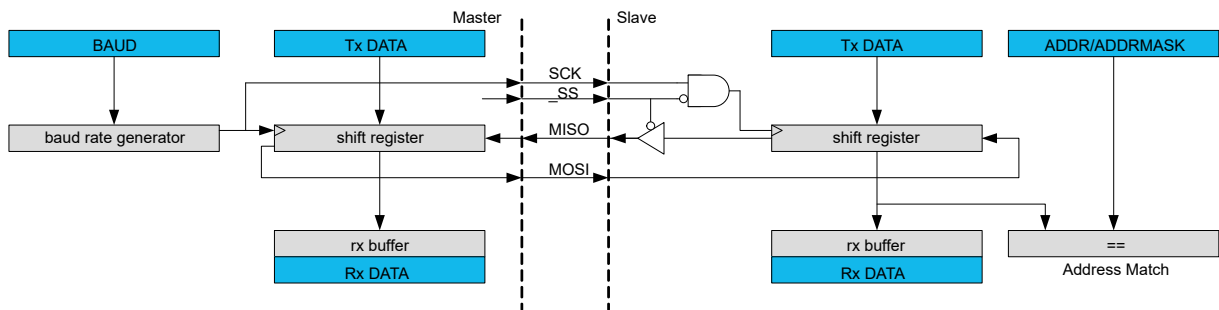 Master
Slave
BAUD
Tx DATA
Tx DATA
ADDR/ADDRMASK
SCK
_SS
baud rate generator
shift register
MISO
shift register
MOSI
rx buffer
rx buffer
==
Rx DATA
Rx DATA
Address Match